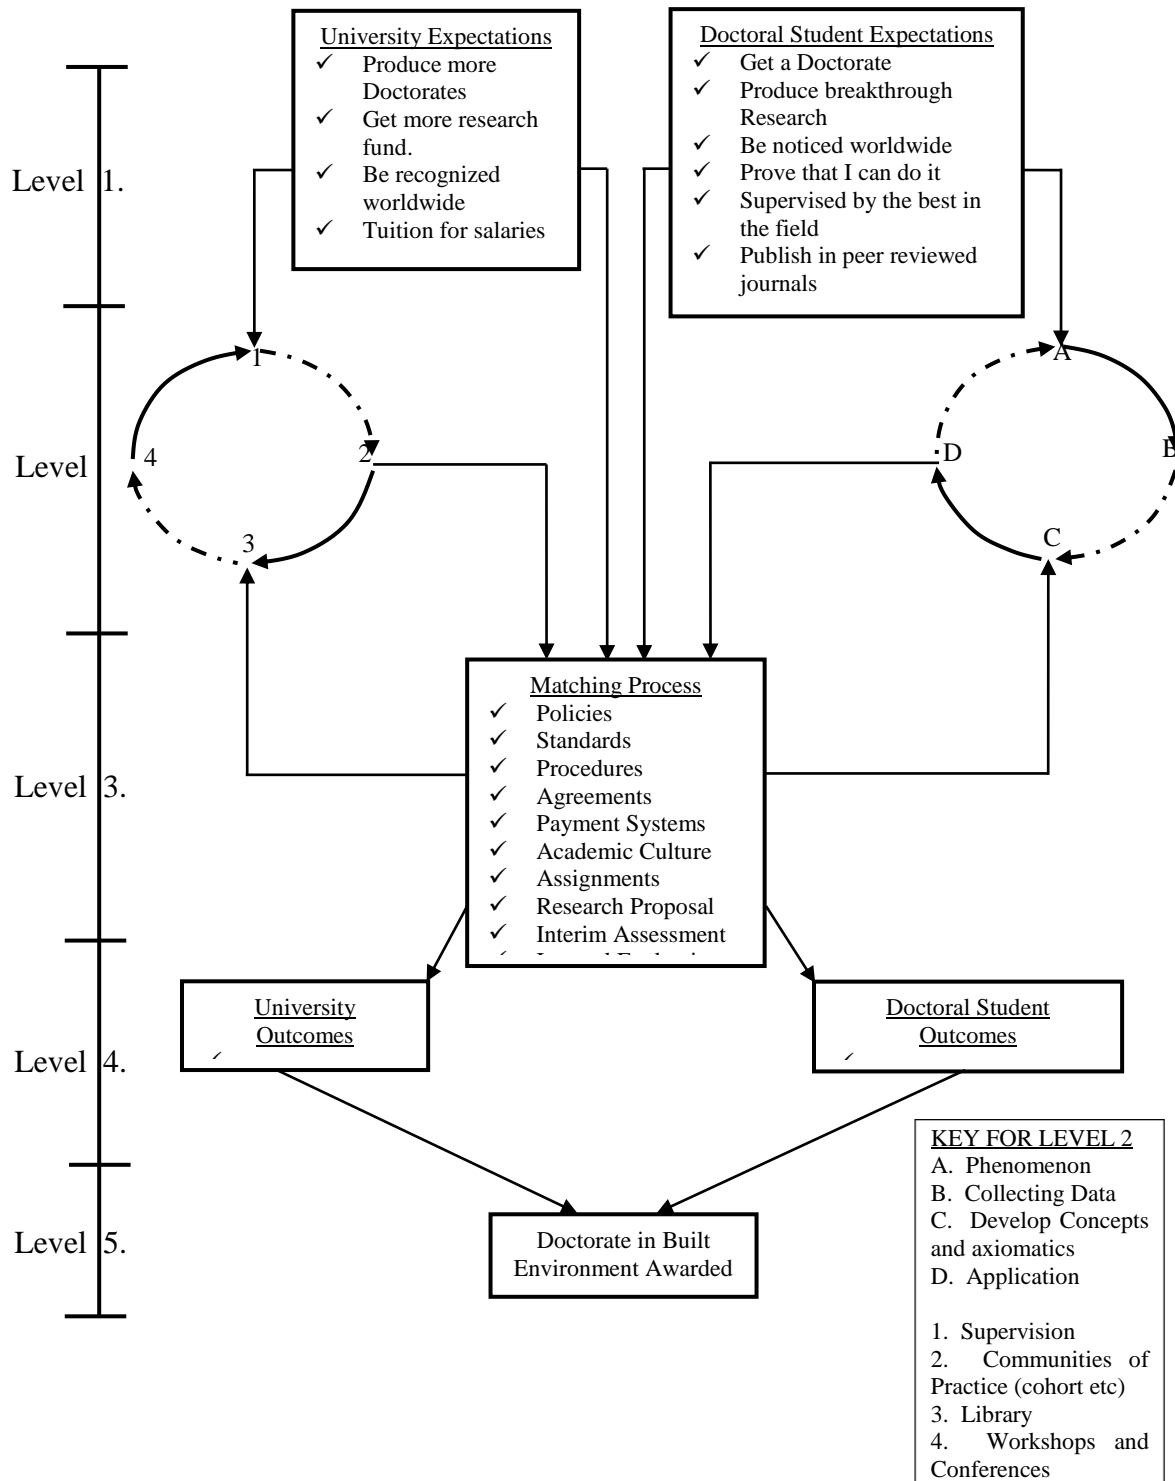 University Expectations
✓ Produce more
Doctorates
✓ Get more research
fund.
✓ Be recognized
worldwide
✓ Tuition for salaries
Doctoral Student Expectations
✓ Get a Doctorate
✓ Produce breakthrough
Research
✓ Be noticed worldwide
✓ Prove that I can do it
✓ Supervised by the best in
the field
✓ Publish in peer reviewed
journals
Level 1.
1
2
3
4
A
B
C
D
Level
Matching Process
✓ Policies
✓ Standards
✓ Procedures
✓ Agreements
✓ Payment Systems
✓ Academic Culture
✓ Assignments
✓ Research Proposal
✓ Interim Assessment
Level 3.
University
Outcomes
Doctoral Student
Outcomes
Level 4.
Doctorate in Built
Environment Awarded
Level 5.
KEY FOR LEVEL 2
A. Phenomenon
B. Collecting Data
C. Develop Concepts
and axiomatics
D. Application
1. Supervision
2. Communities of
Practice (cohort etc)
3. Library
4. Workshops and
Conferences